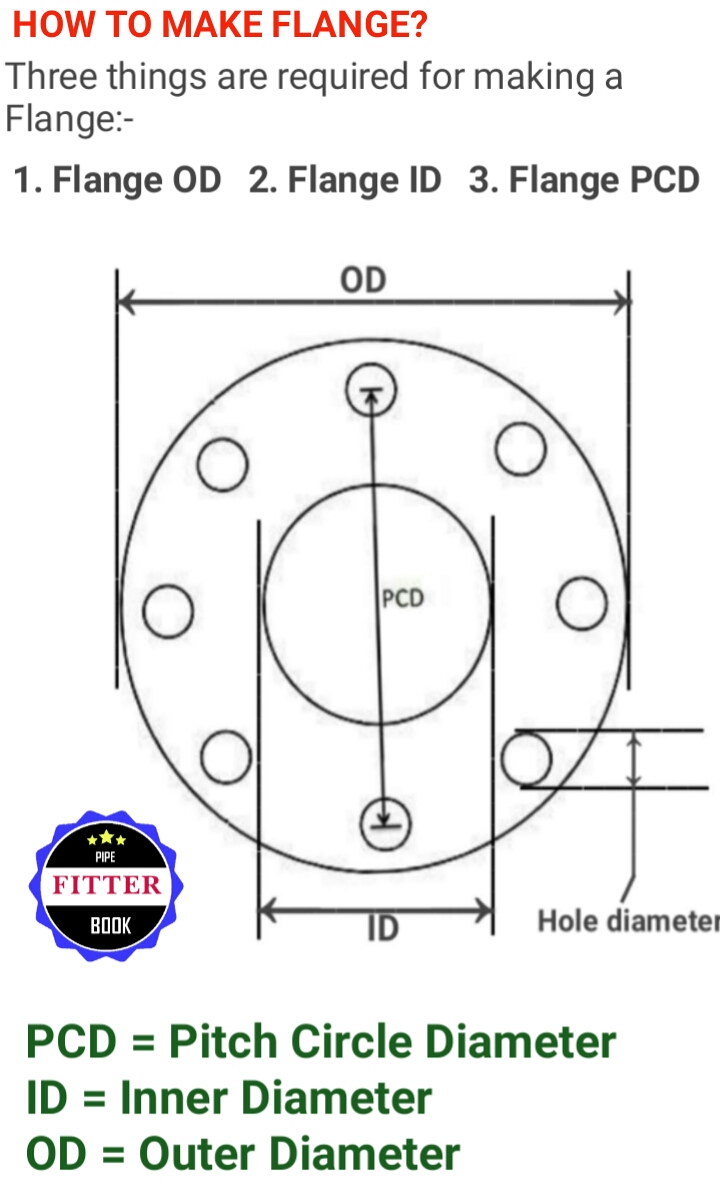 HOW TO MAKE FLANGE?
Three things are required for making a
Flange:-
1. Flange OD 2. Flange ID 3. Flange PCD
OD
PCD
PIPE
FITTER
BOOK
ID
Hole diameter
PCD = Pitch Circle Diameter
ID = Inner Diameter
OD = Outer Diameter